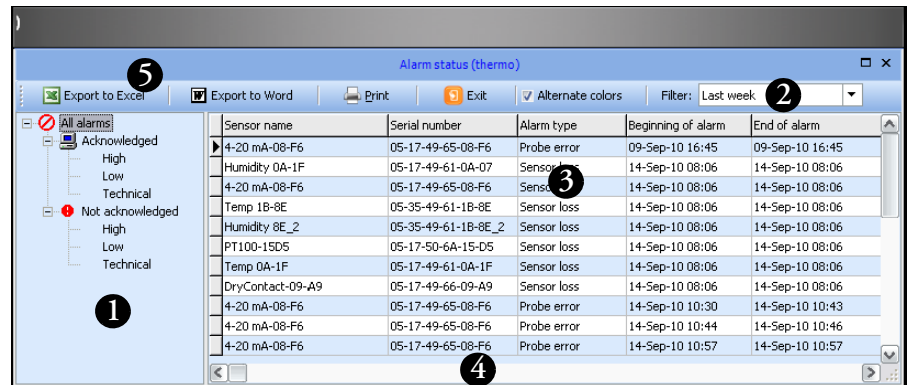 )
Alarm status (thermo)
5
Export to Excel Export to Word Print Exit Alternate colors Filter: Last week 2
All alarms
Acknowledged
High
Low
Technical
Not acknowledged
High
Low
Technical
1
Sensor name Serial number Alarm type Beginning of alarm End of alarm
4-20 mA-08-F6 05-17-49-65-08-F6 Probe error 09-Sep-10 16:45 09-Sep-10 16:45
Humidity 0A-1F 05-17-49-61-0A-07 Sensor loss 14-Sep-10 08:06 14-Sep-10 08:06
4-20 mA-08-F6 05-17-49-65-08-F6 3 14-Sep-10 08:06 14-Sep-10 08:06
Temp 1B-8E 05-35-49-61-1B-8E Sensor loss 14-Sep-10 08:06 14-Sep-10 08:06
Humidity 8E_2 05-35-49-61-1B-8E_2 Sensor loss 14-Sep-10 08:06 14-Sep-10 08:06
PT100-15D5 05-17-50-6A-15-D5 Sensor loss 14-Sep-10 08:06 14-Sep-10 08:06
Temp 0A-1F 05-17-49-61-0A-1F Sensor loss 14-Sep-10 08:06 14-Sep-10 08:06
DryContact-09-A9 05-17-49-66-09-A9 Sensor loss 14-Sep-10 08:06 14-Sep-10 08:06
4-20 mA-08-F6 05-17-49-65-08-F6 Probe error 14-Sep-10 10:30 14-Sep-10 10:43
4-20 mA-08-F6 05-17-49-65-08-F6 Probe error 14-Sep-10 10:44 14-Sep-10 10:46
4-20 mA-08-F6 05-17-49-65-08-F6 Probe error 14-Sep-10 10:57 14-Sep-10 10:57
4